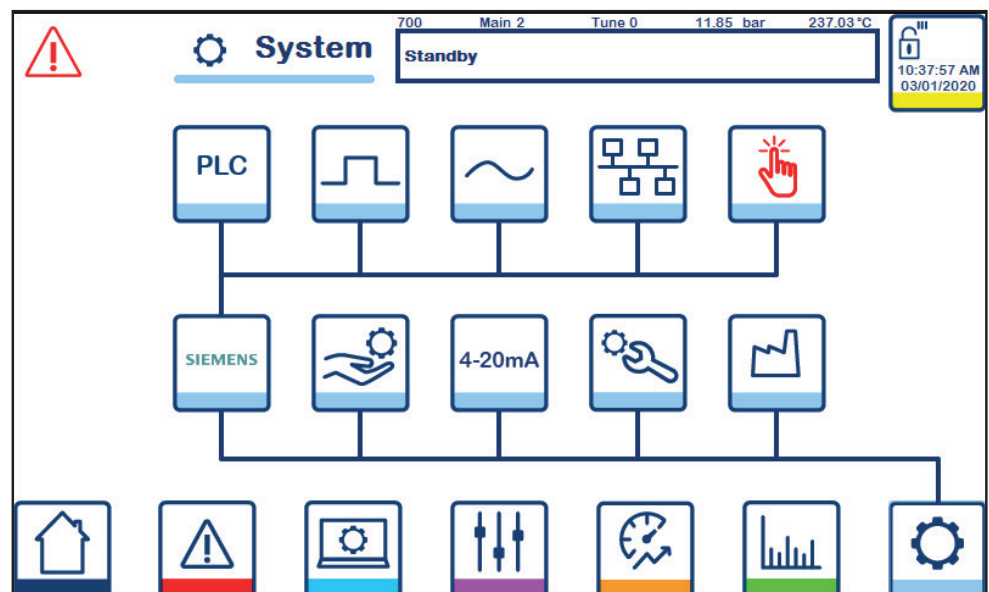 700 Main 2 Tune 0 11.85 bar 237.03°C
System
Standby
10:37:57 AM
03/01/2020
PLC
SIEMENS
4-20mA